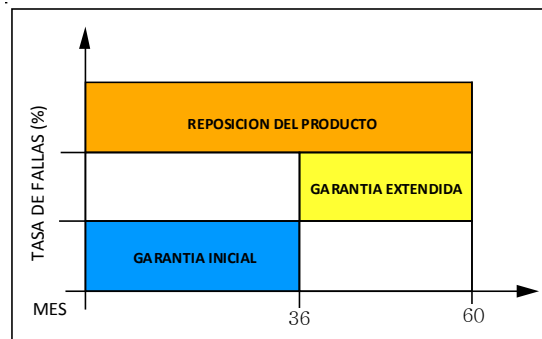 TASA DE FALLAS (%)
REPOSICION DEL PRODUCTO
GARANTIA EXTENDIDA
GARANTIA INICIAL
MES
36
60